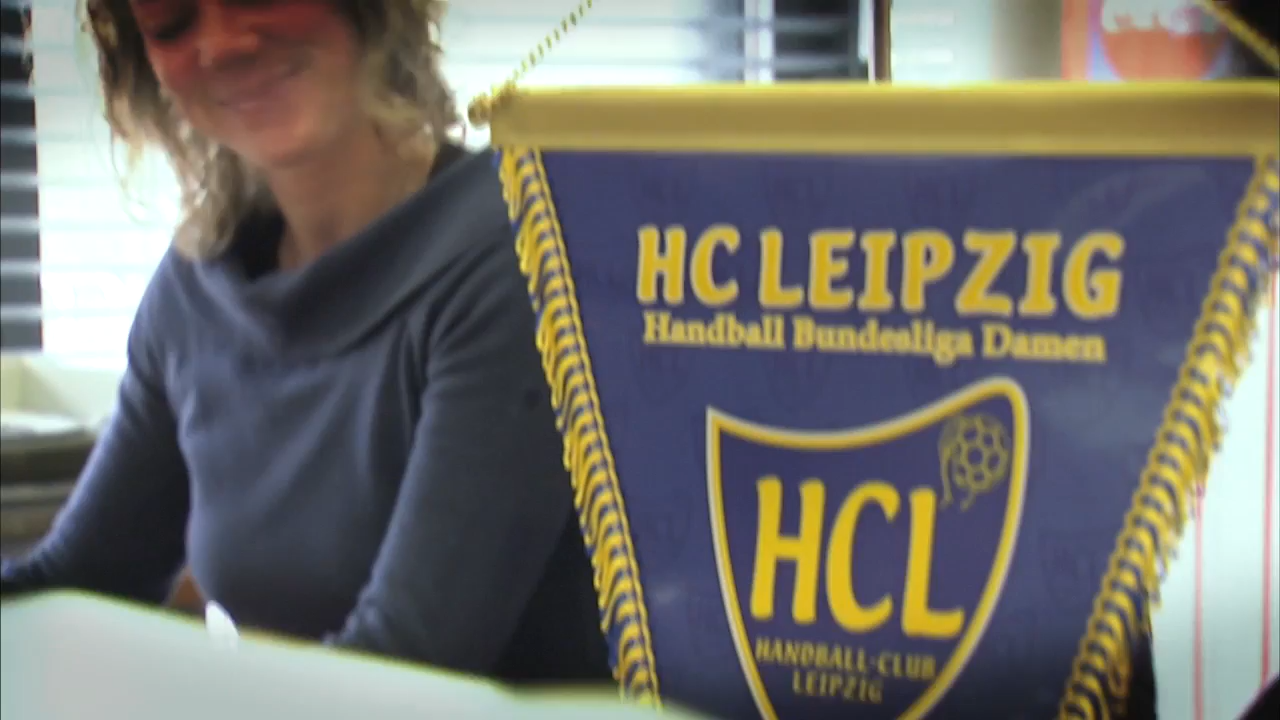 HC LEIPZIG
Handball Bundesliga Damen
HCL
HANDBALL-CLUB
LEIPZIG